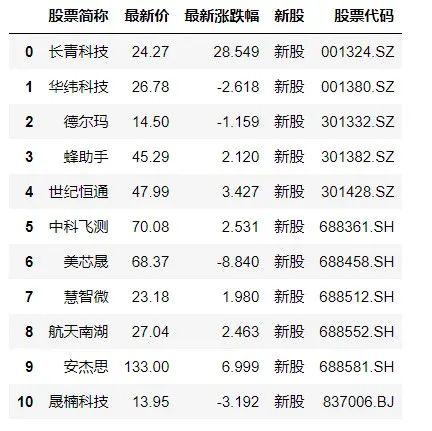 股票简称 最新价 最新涨跌幅 新股 股票代码
0 长青科技 24.27 28.549 新股 001324.SZ
1 华纬科技 26.78 -2.618 新股 001380.SZ
2 德尔玛 14.50 -1.159 新股 301332.SZ
3 蜂助手 45.29 2.120 新股 301382.SZ
4 世纪恒通 47.99 3.427 新股 301428.SZ
5 中科飞测 70.08 2.531 新股 688361.SH
6 美芯晟 68.37 -8.840 新股 688458.SH
7 慧智微 23.18 1.980 新股 688512.SH
8 航天南湖 27.04 2.463 新股 688552.SH
9 安杰思 133.00 6.999 新股 688581.SH
10 晟楠科技 13.95 -3.192 新股 837006.BJ